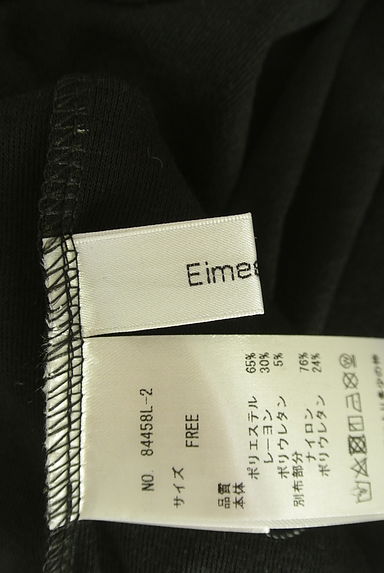 Eimes
NO. 84458L-2
サイズ FREE
品質
本体 ポリエステル 65%
レーヨン 30%
ポリウレタン 5%
別布部分
ナイロン 76%
ポリウレタン 24%